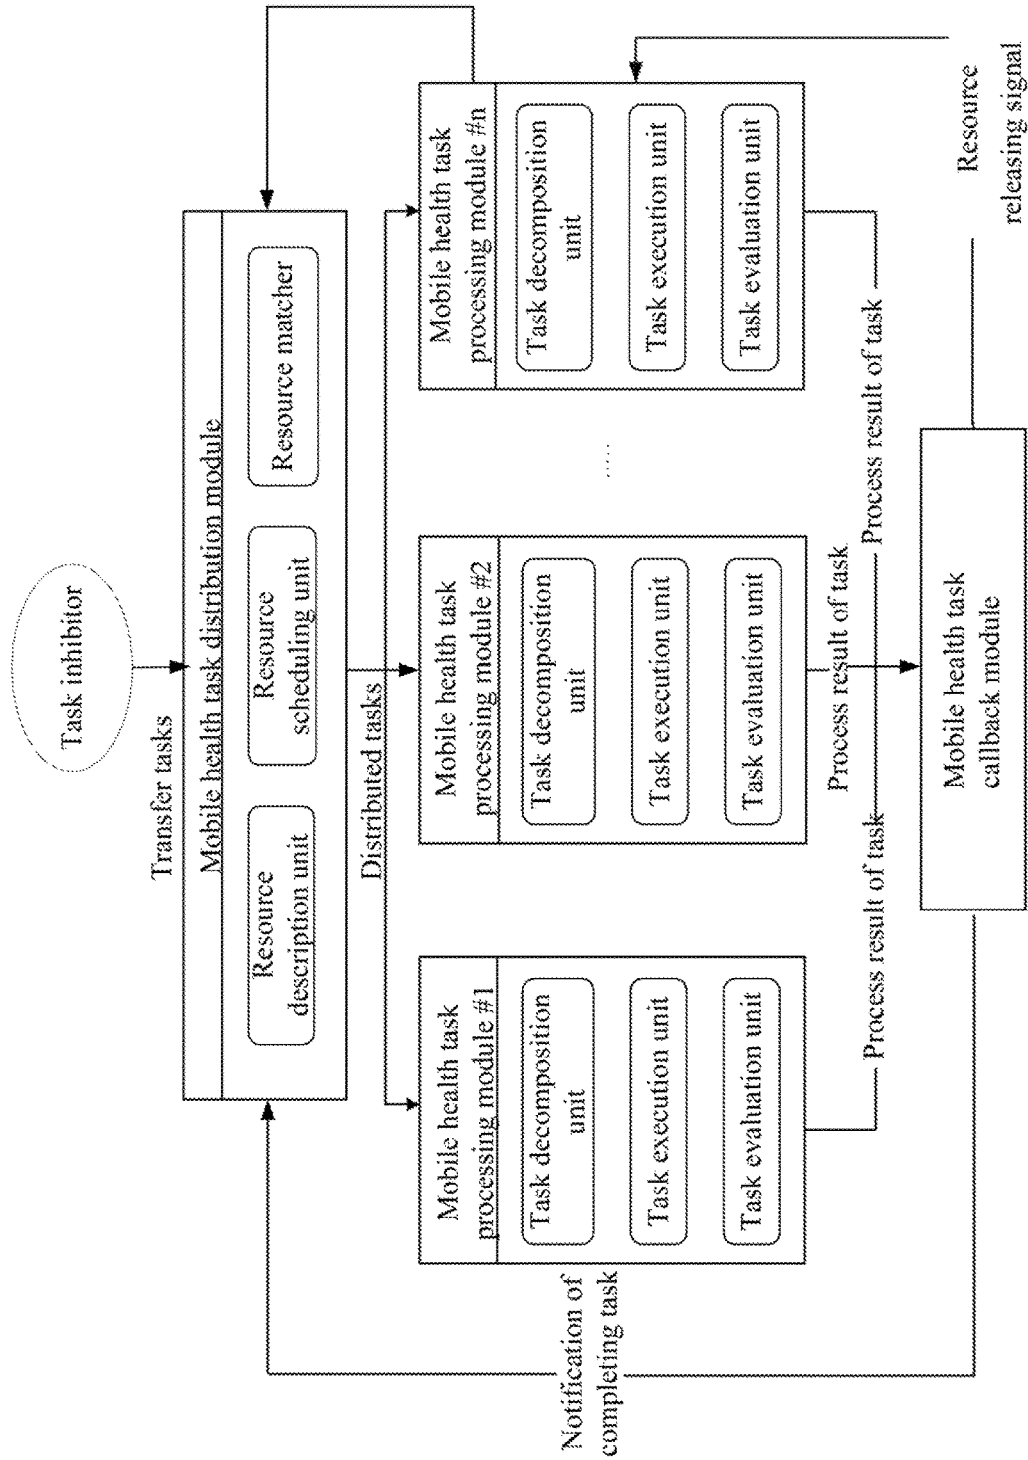 Task inhibitor
Transfer tasks
Mobile health task distribution module
Resource
description unit
Resource
scheduling unit
Resource matcher
Distributed tasks
Mobile health task
processing module #1
Task decomposition
unit
Task execution unit
Task evaluation unit
Mobile health task
processing module #2
Task decomposition
unit
Task execution unit
Task evaluation unit
......
Mobile health task
processing module #n
Task decomposition
unit
Task execution unit
Task evaluation unit
Notification of
completing task
Process result of task
Process result of task
Process result of task
Mobile health task
callback module
Resource
releasing signal